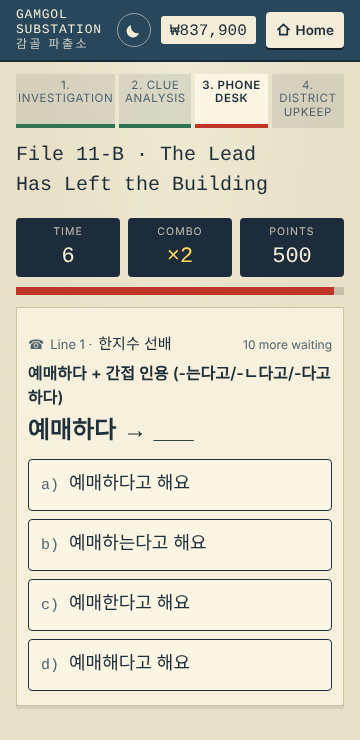 GAMGOL
SUBSTATION
감골 파출소
₩837,900
Home
1.
INVESTIGATION
2. CLUE
ANALYSIS
3. PHONE
DESK
4.
DISTRICT
UPKEEP
File 11-B · The Lead
Has Left the Building
TIME
6
COMBO
×2
POINTS
500
☎ Line 1 · 한지수 선배
10 more waiting
예매하다 + 간접 인용 (-는다고/-ㄴ다고/-다고
하다)
예매하다 → ___
a) 예매하다고 해요
b) 예매하는다고 해요
c) 예매한다고 해요
d) 예매해다고 해요